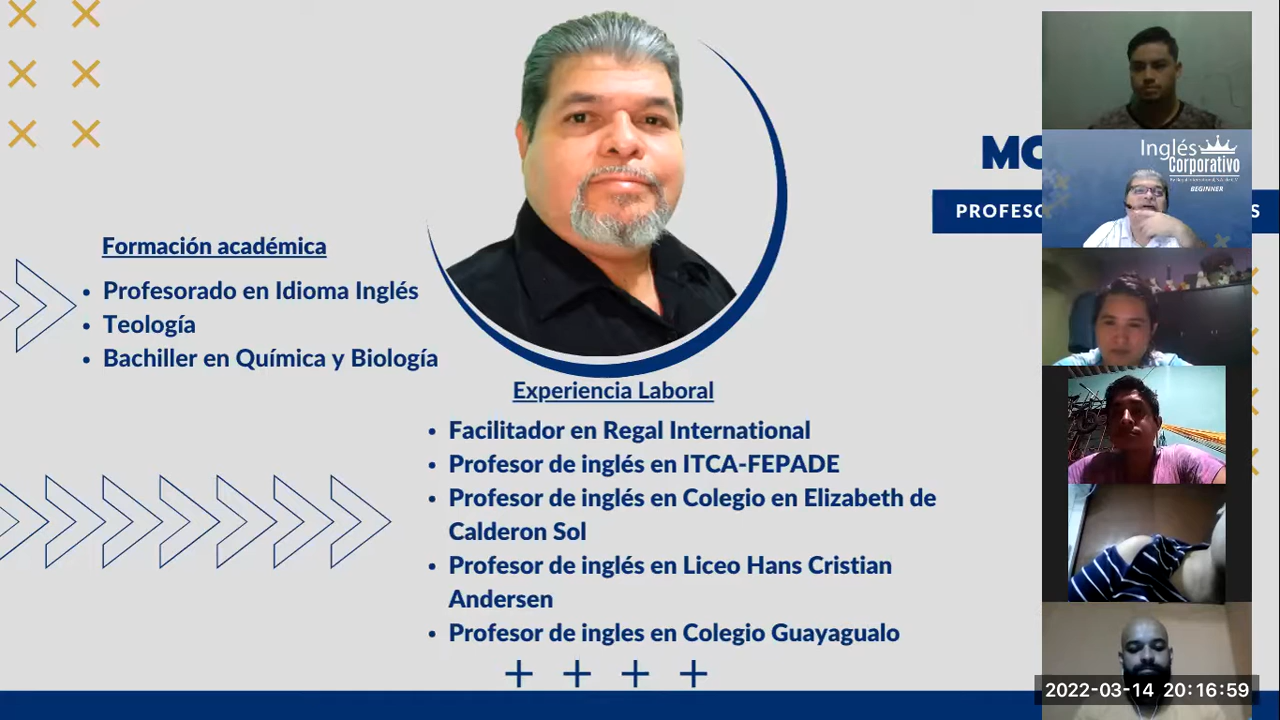 Formación académica
Profesorado en Idioma Inglés
Teología
Bachiller en Química y Biología
Experiencia Laboral
Facilitador en Regal International
Profesor de inglés en ITCA-FEPADE
Profesor de inglés en Colegio en Elizabeth de
Calderon Sol
Profesor de inglés en Liceo Hans Cristian
Andersen
Profesor de ingles en Colegio Guayagualo
Inglés
Corporativo
BEGINNER
2022-03-14 20:16:59